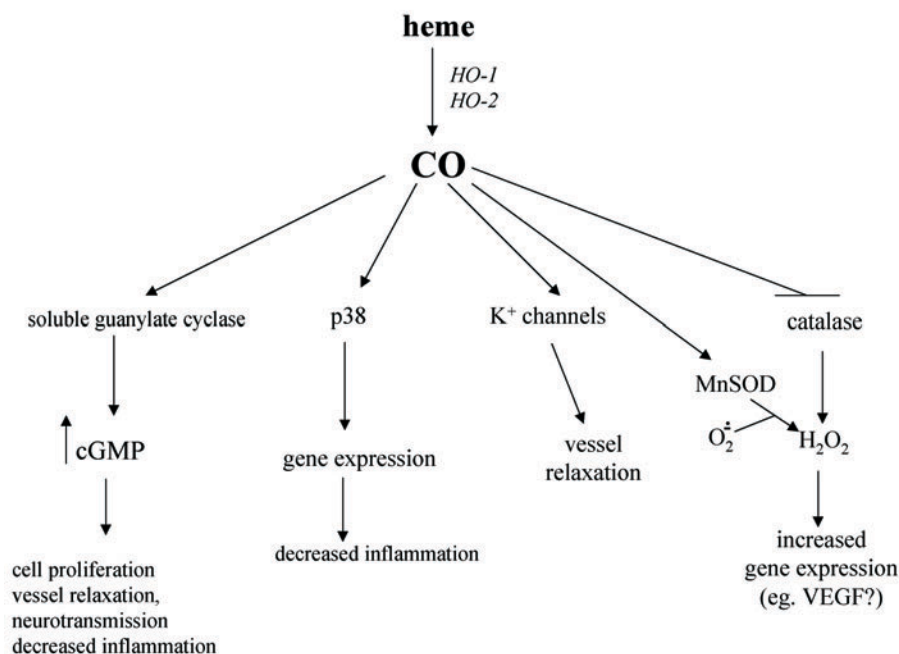 heme
HO-1
HO-2
CO
soluble guanylate cyclase
p38
K⁺ channels
catalase
MnSOD
cGMP
gene expression
vessel
relaxation
O₂∸
H₂O₂
decreased inflammation
increased
gene expression
(eg. VEGF?)
cell proliferation
vessel relaxation,
neurotransmission
decreased inflammation